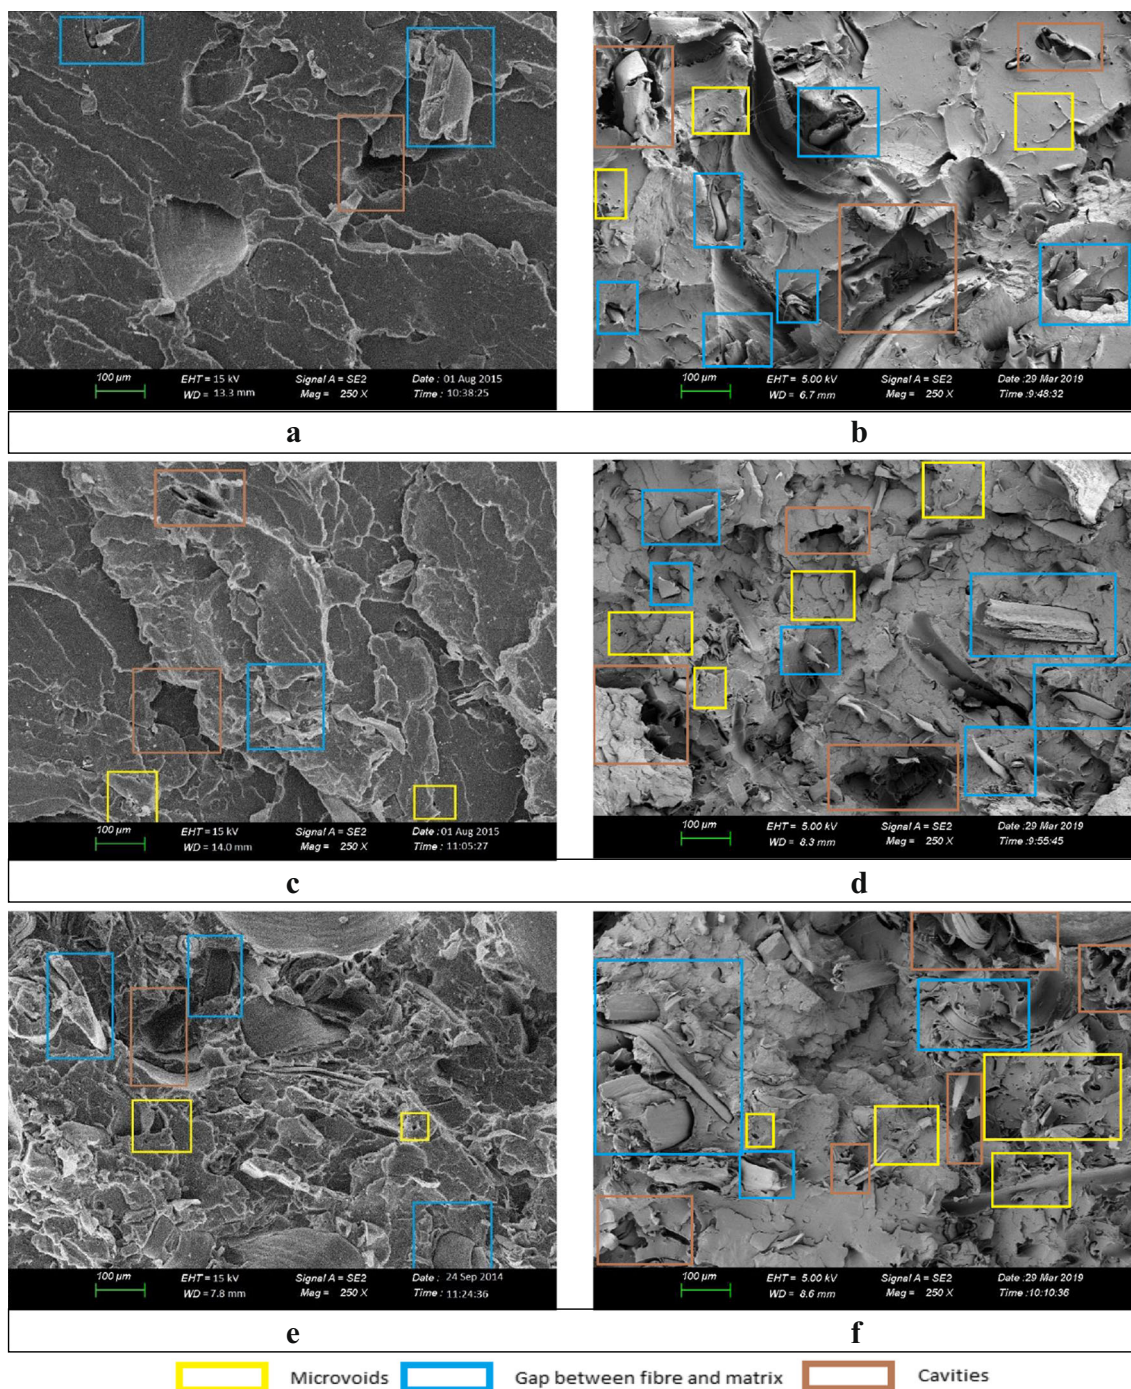 100 µm EHT = 15 kV Signal A = SE2 Date : 01 Aug 2015
WD = 13.3 mm Mag = 250 X Time : 10:38:25
100 µm EHT = 5.00 kV Signal A = SE2 Date :29 Mar 2019
WD = 6.7 mm Mag = 250 X Time :9:48:32
a b
100 µm EHT = 15 kV Signal A = SE2 Date : 01 Aug 2015
WD = 14.0 mm Mag = 250 X Time : 11:05:27
100 µm EHT = 5.00 kV Signal A = SE2 Date :29 Mar 2019
WD = 8.3 mm Mag = 250 X Time :9:55:45
c d
100 µm EHT = 15 kV Signal A = SE2 Date : 24 Sep 2014
WD = 7.8 mm Mag = 250 X Time : 11:24:36
100 µm EHT = 5.00 kV Signal A = SE2 Date :29 Mar 2019
WD = 8.6 mm Mag = 250 X Time :10:10:36
e f
Microvoids Gap between fibre and matrix Cavities